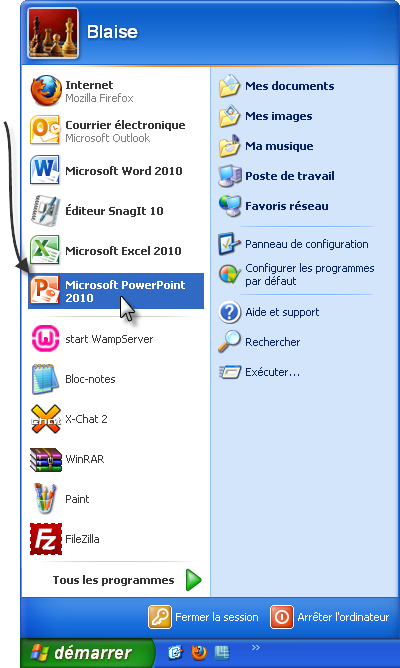 Blaise
Internet
Mozilla Firefox
Courrier électronique
Microsoft Outlook
Microsoft Word 2010
Éditeur SnagIt 10
Microsoft Excel 2010
Microsoft PowerPoint
2010
start WampServer
Bloc-notes
X-Chat 2
WinRAR
Paint
FileZilla
Tous les programmes
Mes documents
Mes images
Ma musique
Poste de travail
Favoris réseau
Panneau de configuration
Configurer les programmes
par défaut
Aide et support
Rechercher
Exécuter...
Fermer la session
Arrêter l'ordinateur
démarrer